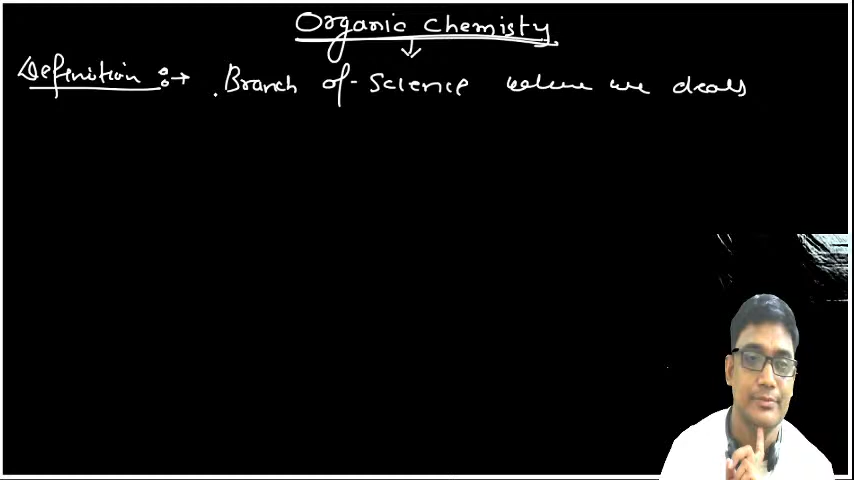 Organic Chemisty
Definition :→ Branch of Science where we deals